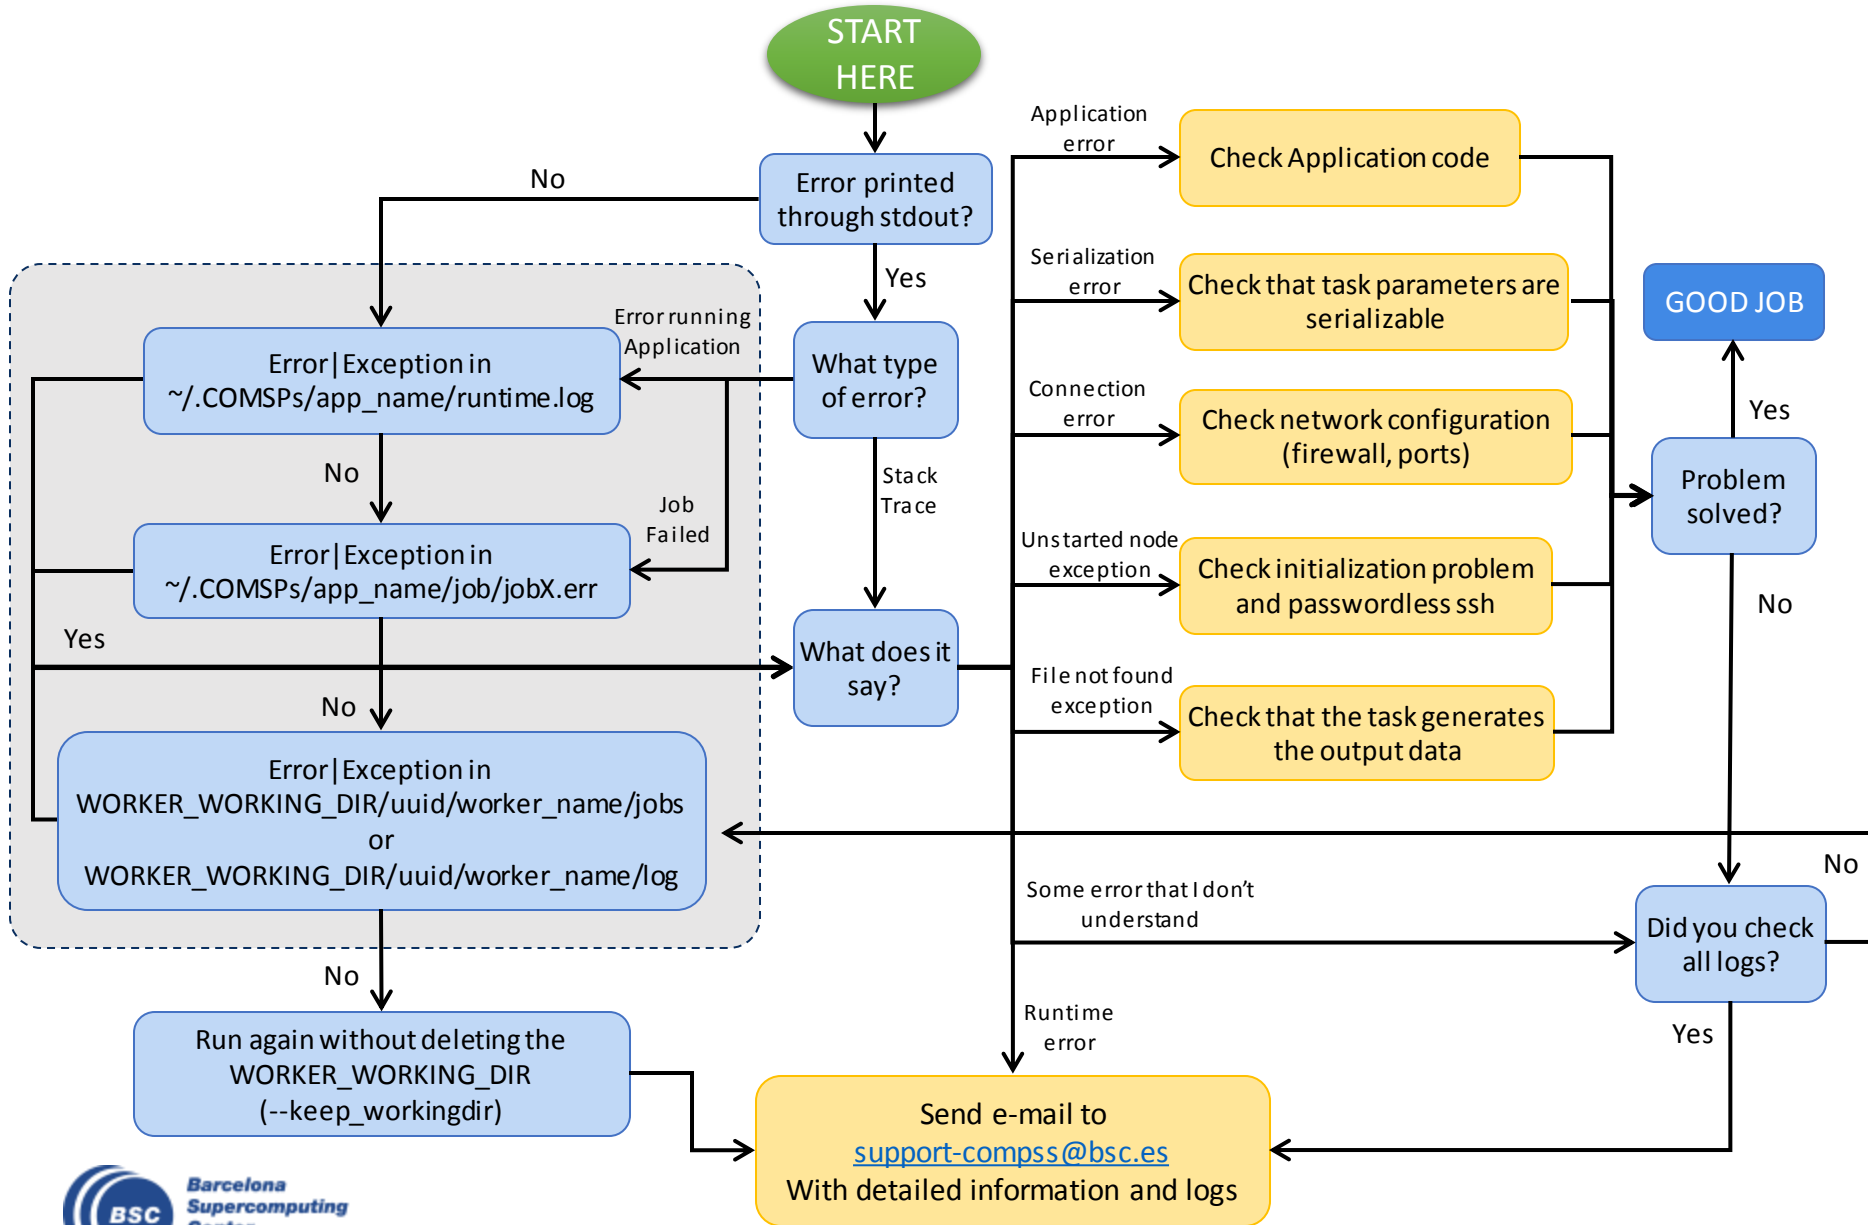 START
HERE
Error printed
through stdout?
No
Yes
Error running
Application
What type
of error?
Error|Exception in
~/.COMSPs/app_name/runtime.log
No
Job
Failed
Stack
Trace
Error|Exception in
~/.COMSPs/app_name/job/jobX.err
Yes
What does it
say?
No
Error|Exception in
WORKER_WORKING_DIR/uuid/worker_name/jobs
or
WORKER_WORKING_DIR/uuid/worker_name/log
No
Run again without deleting the
WORKER_WORKING_DIR
(--keep_workingdir)
Application
error
Check Application code
Serialization
error
Check that task parameters are
serializable
Connection
error
Check network configuration
(firewall, ports)
Unstarted node
exception
Check initialization problem
and passwordless ssh
File not found
exception
Check that the task generates
the output data
GOOD JOB
Yes
Problem
solved?
No
Some error that I don't
understand
Did you check
all logs?
No
Yes
Runtime
error
Send e-mail to
support-compss@bsc.es
With detailed information and logs
BSC
Barcelona
Supercomputing
Center